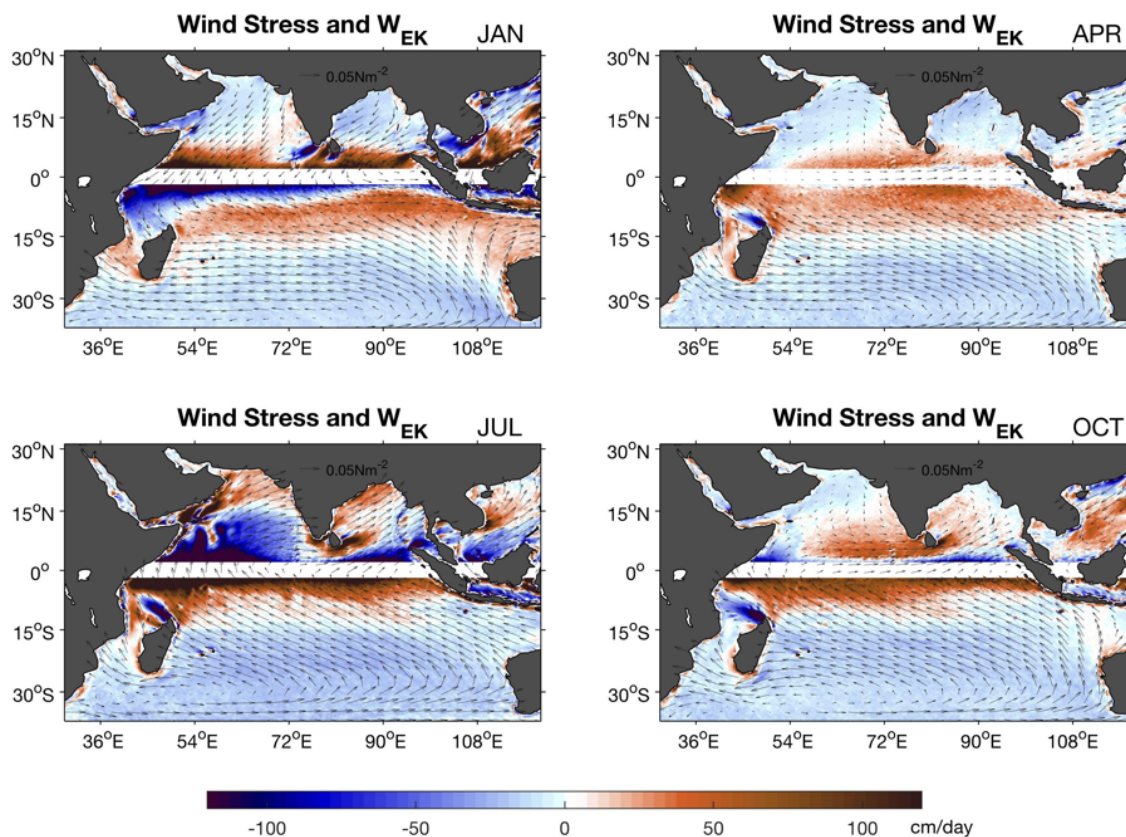 Wind Stress and W_EK JAN
30°N
15°N
0°
15°S
30°S
0.05Nm⁻²
36°E 54°E 72°E 90°E 108°E
Wind Stress and W_EK APR
30°N
15°N
0°
15°S
30°S
0.05Nm⁻²
36°E 54°E 72°E 90°E 108°E
Wind Stress and W_EK JUL
30°N
15°N
0°
15°S
30°S
0.05Nm⁻²
36°E 54°E 72°E 90°E 108°E
Wind Stress and W_EK OCT
30°N
15°N
0°
15°S
30°S
0.05Nm⁻²
36°E 54°E 72°E 90°E 108°E
-100 -50 0 50 100 cm/day